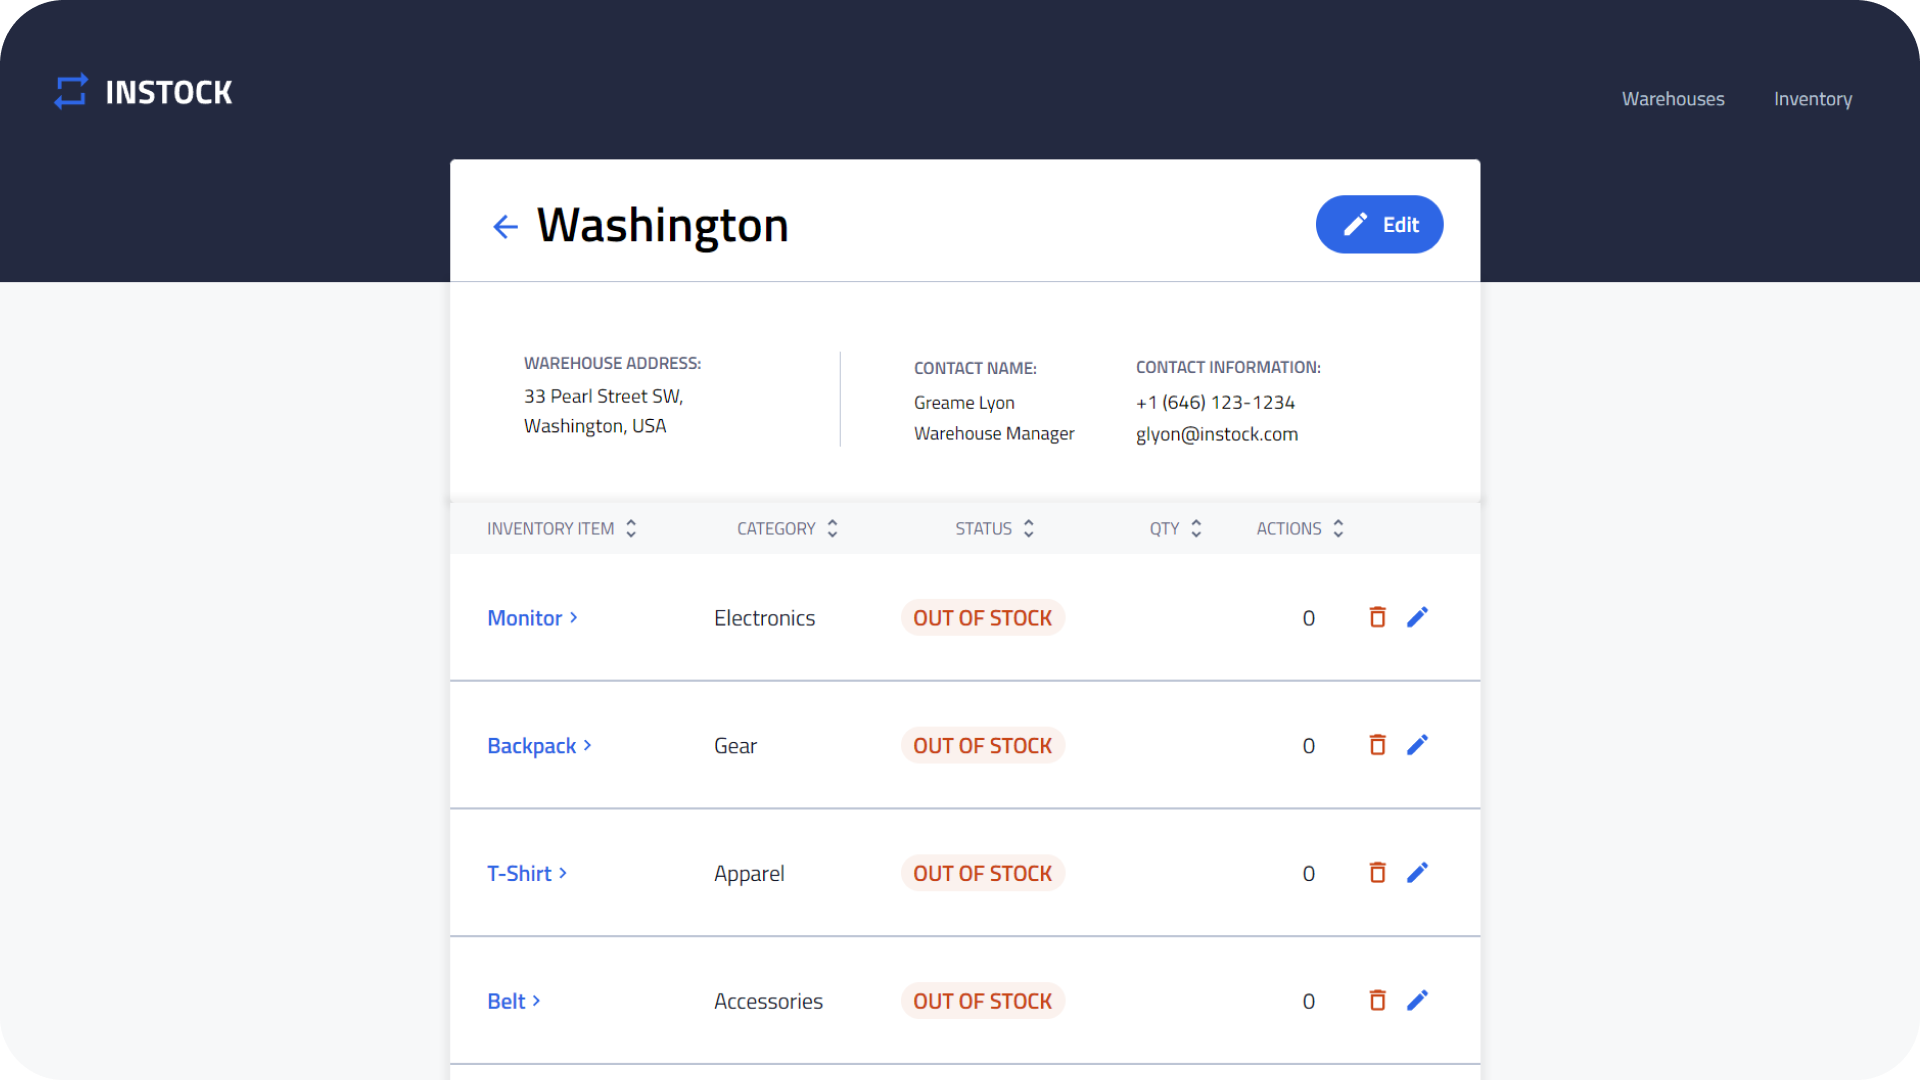 INSTOCK
Warehouses Inventory
Washington
Edit
WAREHOUSE ADDRESS:
33 Pearl Street SW,
Washington, USA
CONTACT NAME:
Greame Lyon
Warehouse Manager
CONTACT INFORMATION:
+1 (646) 123-1234
glyon@instock.com
INVENTORY ITEM CATEGORY STATUS QTY ACTIONS
Monitor Electronics OUT OF STOCK 0
Backpack Gear OUT OF STOCK 0
T-Shirt Apparel OUT OF STOCK 0
Belt Accessories OUT OF STOCK 0